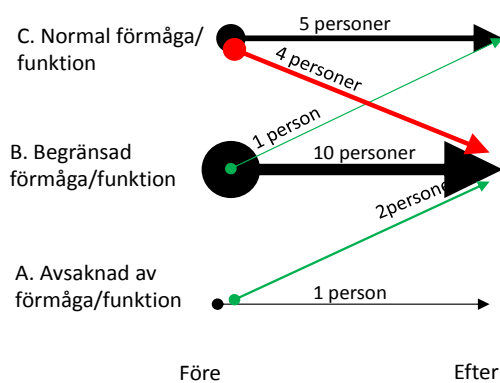 C. Normal förmåga/
funktion
5 personer
4 personer
1 person
B. Begränsad
förmåga/funktion
10 personer
2persone
A. Avsaknad av
förmåga/funktion
1 person
Före
Efter